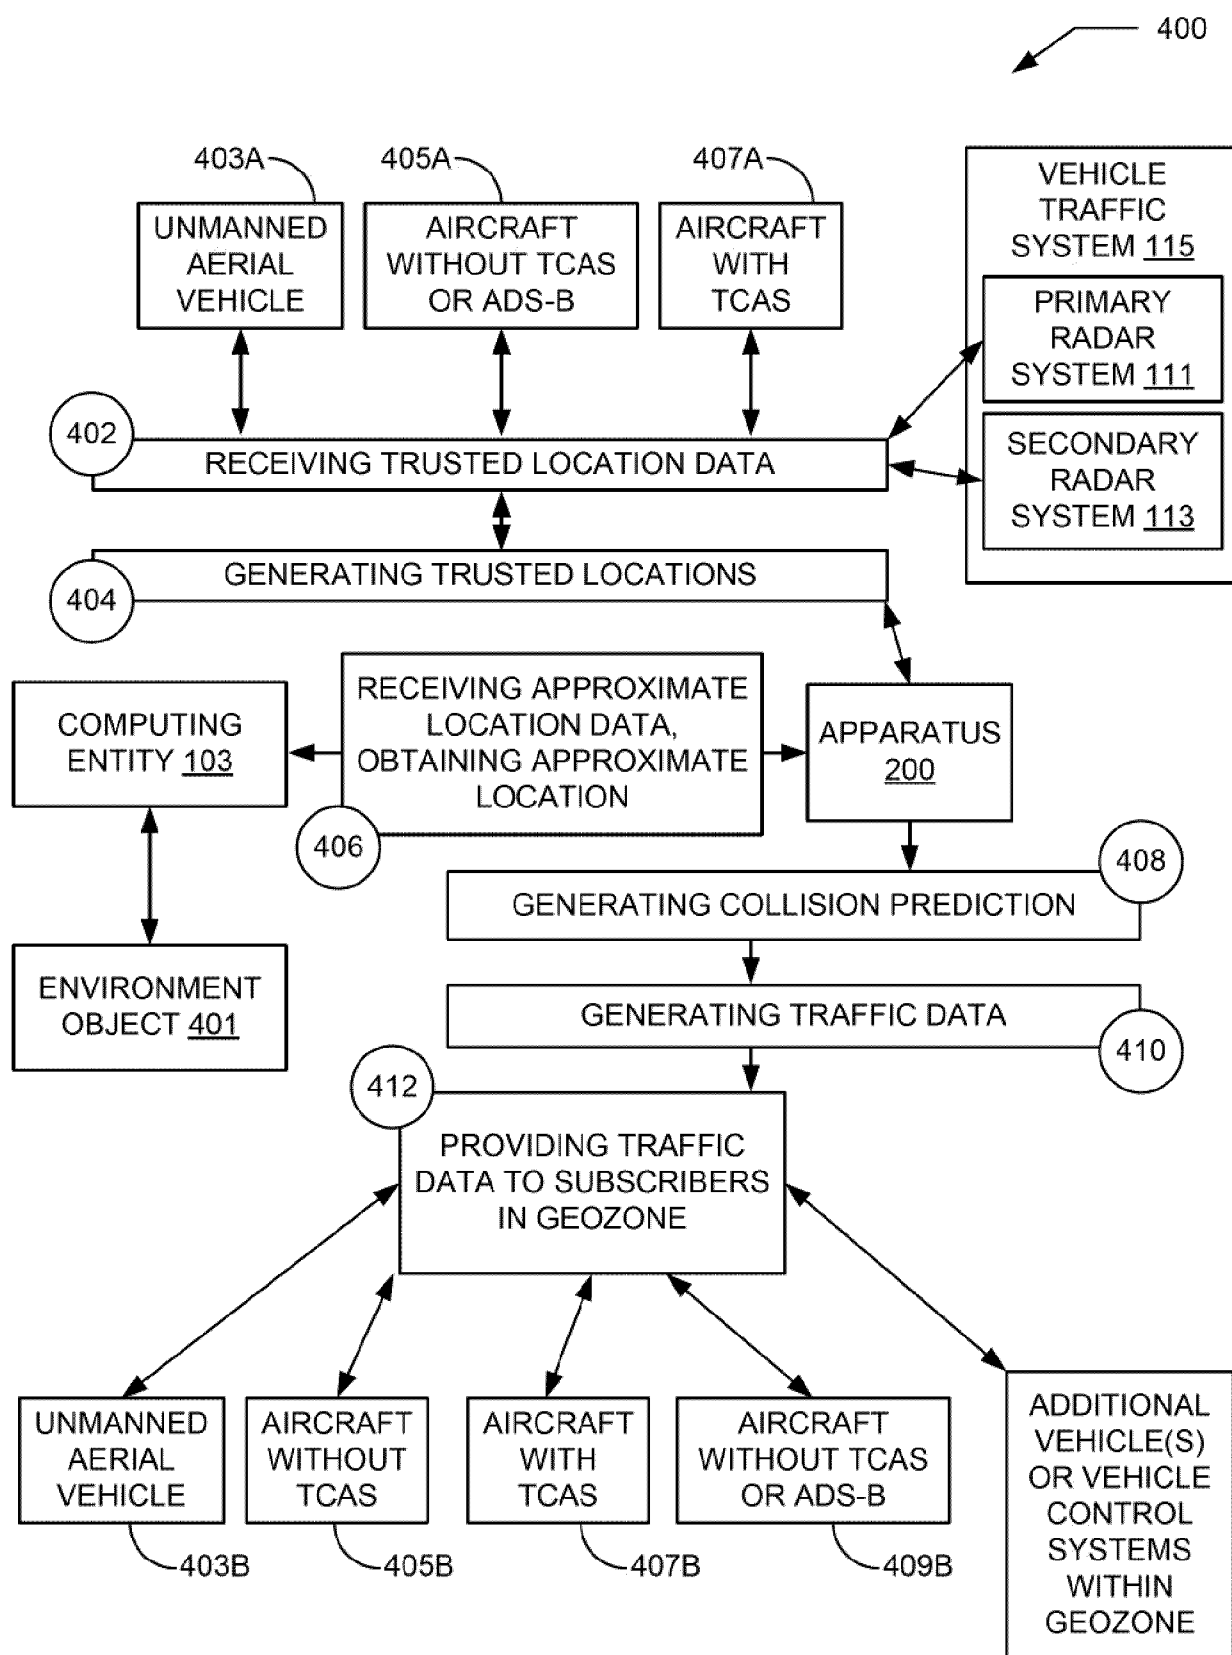 400
403A
405A
407A
UNMANNED
AERIAL
VEHICLE
AIRCRAFT
WITHOUT TCAS
OR ADS-B
AIRCRAFT
WITH
TCAS
VEHICLE
TRAFFIC
SYSTEM 115
PRIMARY
RADAR
SYSTEM 111
SECONDARY
RADAR
SYSTEM 113
402
RECEIVING TRUSTED LOCATION DATA
GENERATING TRUSTED LOCATIONS
404
COMPUTING
ENTITY 103
RECEIVING APPROXIMATE
LOCATION DATA,
OBTAINING APPROXIMATE
LOCATION
406
APPARATUS
200
408
GENERATING COLLISION PREDICTION
ENVIRONMENT
OBJECT 401
GENERATING TRAFFIC DATA
410
412
PROVIDING TRAFFIC
DATA TO SUBSCRIBERS
IN GEOZONE
UNMANNED
AERIAL
VEHICLE
AIRCRAFT
WITHOUT
TCAS
AIRCRAFT
WITH
TCAS
AIRCRAFT
WITHOUT TCAS
OR ADS-B
ADDITIONAL
VEHICLE(S)
OR VEHICLE
CONTROL
SYSTEMS
WITHIN
GEOZONE
403B
405B
407B
409B